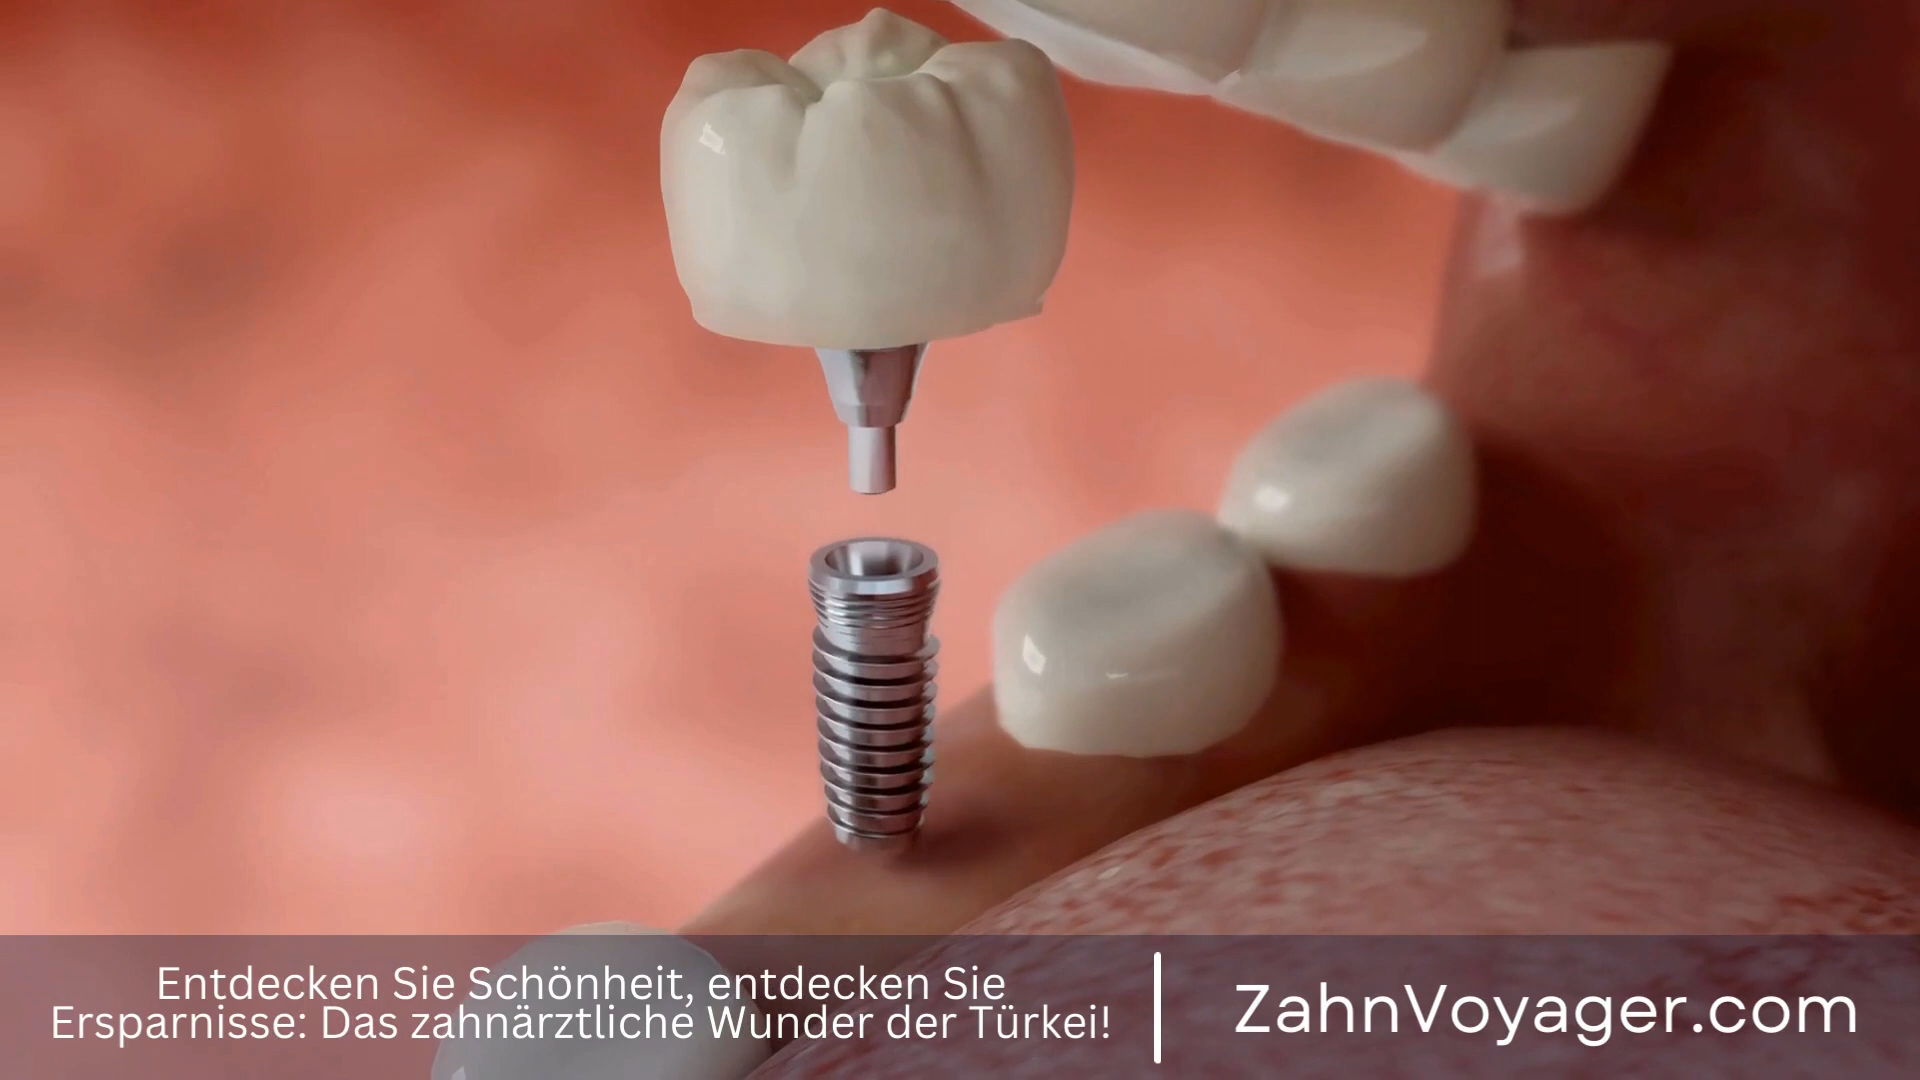 Entdecken Sie Schönheit, entdecken Sie
Ersparnisse: Das zahnärztliche Wunder der Türkei!
ZahnVoyager.com